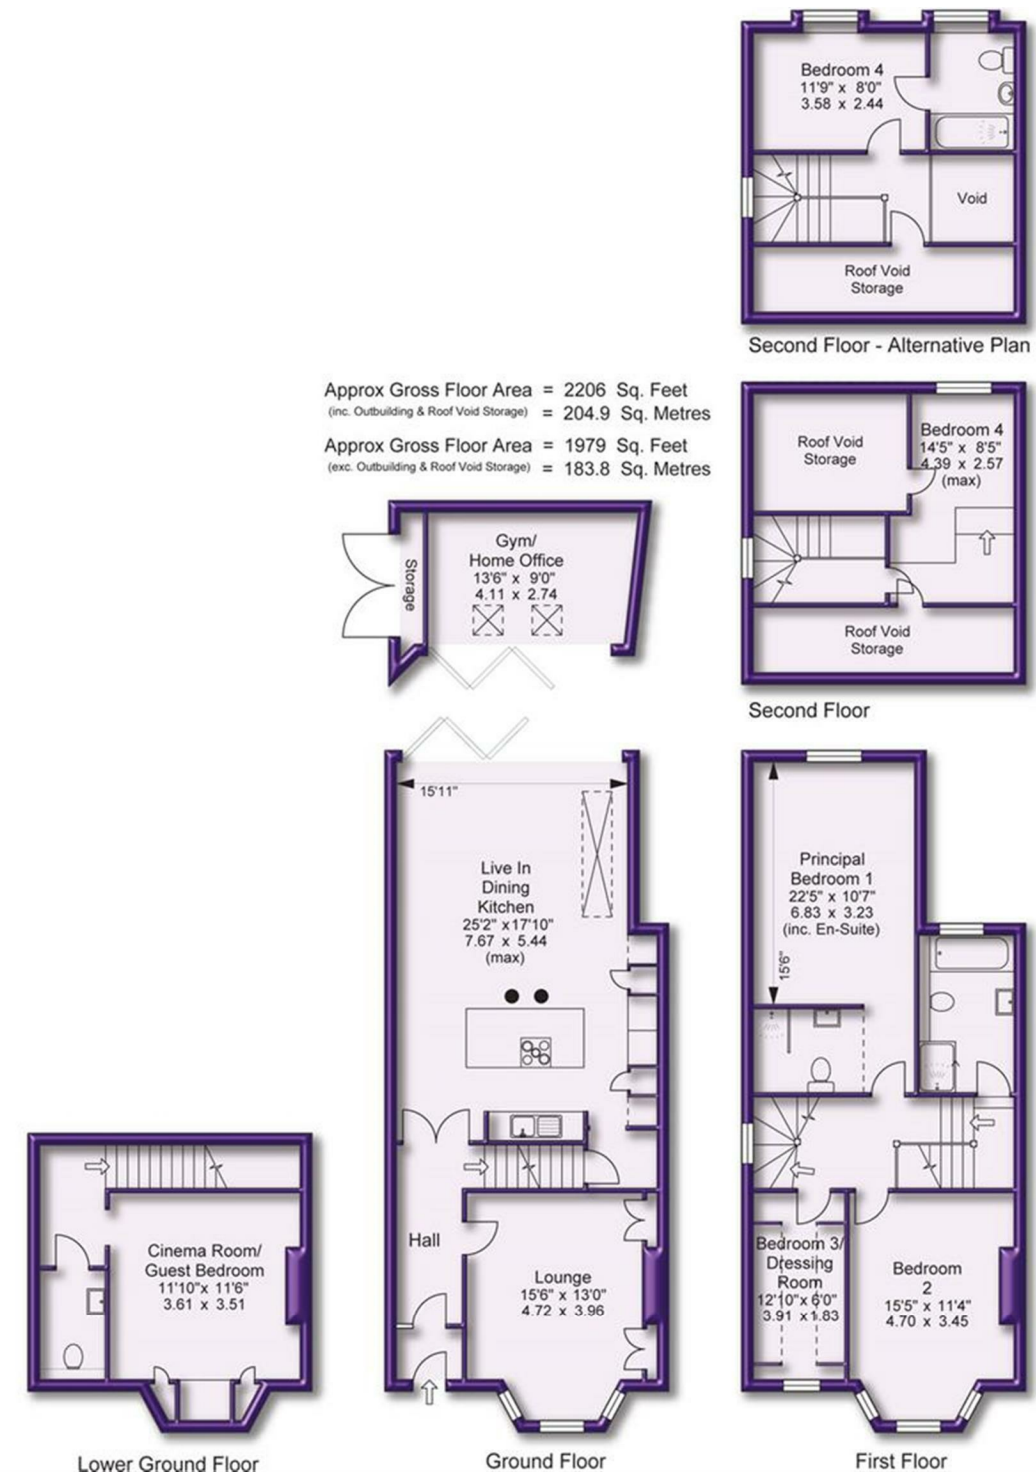 Bedroom 4
11'9" x 8'0"
3.58 x 2.44
Void
Roof Void
Storage
Second Floor - Alternative Plan
Approx Gross Floor Area = 2206 Sq. Feet
(inc. Outbuilding & Roof Void Storage) = 204.9 Sq. Metres
Approx Gross Floor Area = 1979 Sq. Feet
(exc. Outbuilding & Roof Void Storage) = 183.8 Sq. Metres
Roof Void
Storage
Bedroom 4
14'5" x 8'5"
4.39 x 2.57
(max)
Roof Void
Storage
Second Floor
Storage
Gym/
Home Office
13'6" x 9'0"
4.11 x 2.74
15'11"
Live In
Dining
Kitchen
25'2" x17'10"
7.67 x 5.44
(max)
Hall
Lounge
15'6" x 13'0"
4.72 x 3.96
Ground Floor
Principal
Bedroom 1
22'5" x 10'7"
6.83 x 3.23
(inc. En-Suite)
15'6"
Bedroom 3/
Dressing
Room
12'10"x 6'0"
3.91 x1.83
Bedroom
2
15'5" x 11'4"
4.70 x 3.45
First Floor
Cinema Room/
Guest Bedroom
11'10"x 11'6"
3.61 x 3.51
Lower Ground Floor